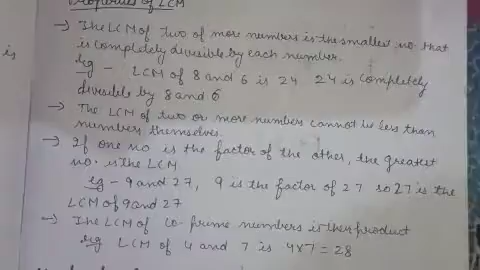 Properties of LCM
→ The LCM of two of more numbers is the smallest no. that
is completely divisible by each number.
is
eg - LCM of 8 and 6 is 24 24 is completely
divisible by 8 and 6
→ The LCM of two or more numbers cannot be less than
numbers themselves.
→ If one no is the factor of the other, the greatest
no. is the LCM
eg - 9 and 27, 9 is the factor of 27 so 27 is the
LCM of 9 and 27
→ The LCM of co-prime numbers is their product
eg LCM of 4 and 7 is 4x7 = 28